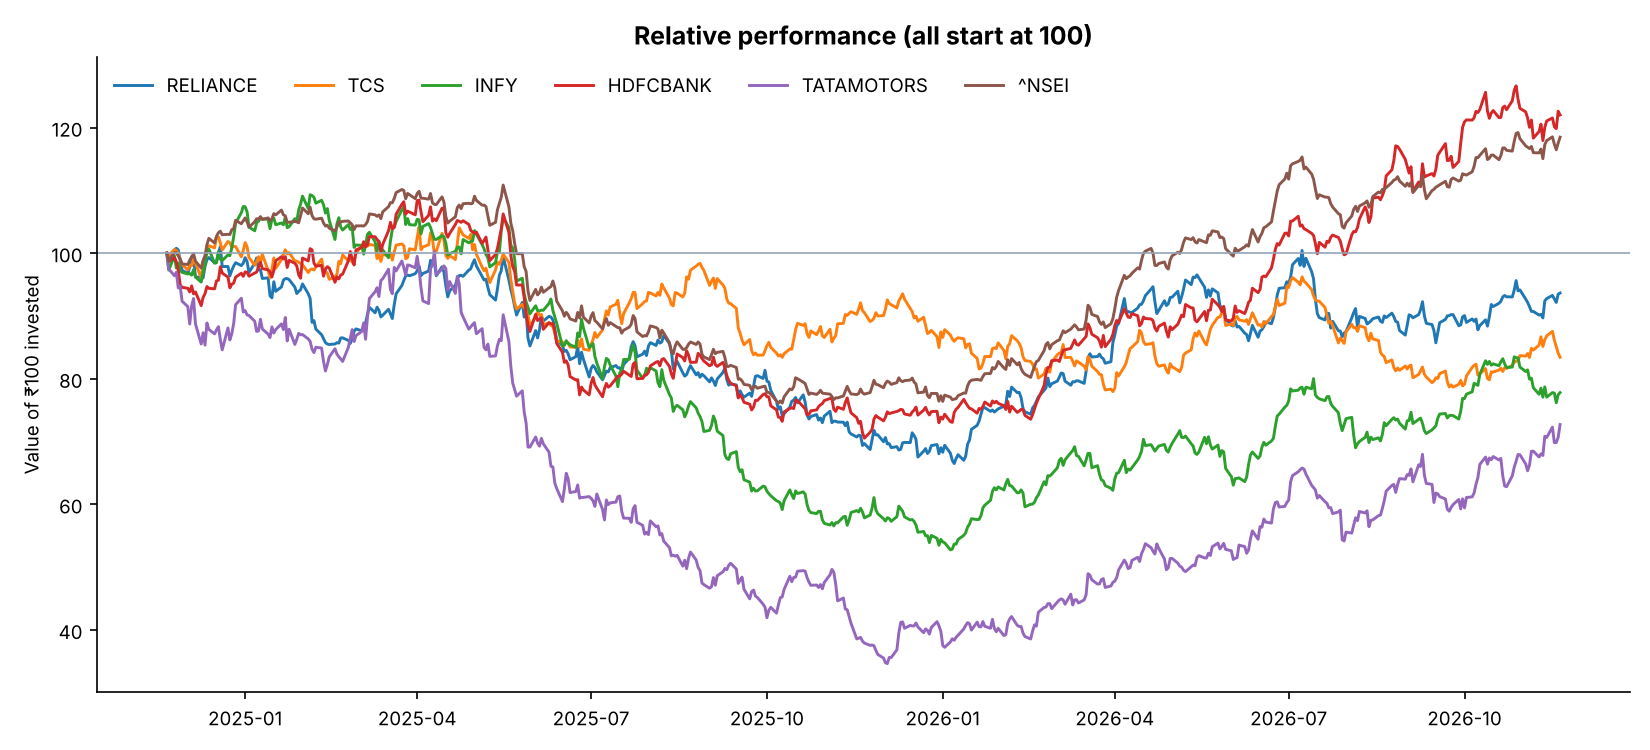 Relative performance (all start at 100)
RELIANCE TCS INFY HDFCBANK TATAMOTORS ^NSEI
Value of ₹100 invested
120
100
80
60
40
2025-01 2025-04 2025-07 2025-10 2026-01 2026-04 2026-07 2026-10